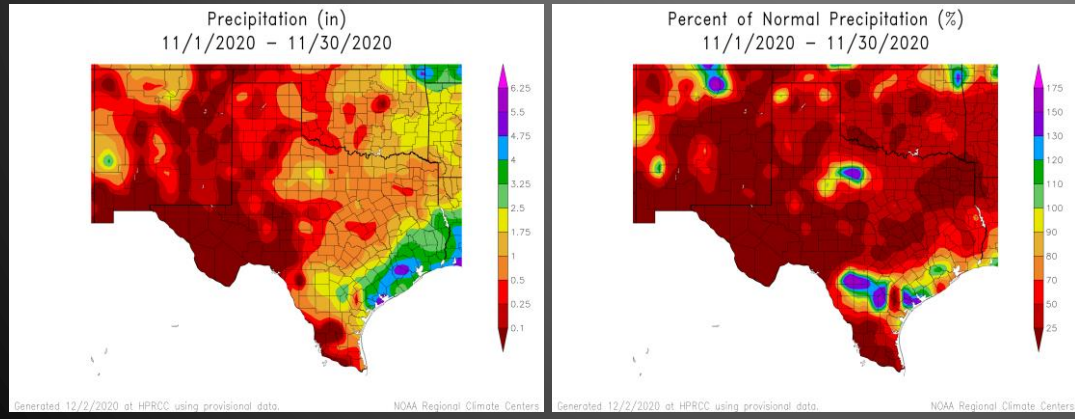 Precipitation (in)
11/1/2020 – 11/30/2020
6.25
5.5
4.75
4
3.25
2.5
1.75
1
0.5
0.25
0.1
Generated 12/2/2020 at HPRCC using provisional data.
NOAA Regional Climate Centers
Percent of Normal Precipitation (%)
11/1/2020 – 11/30/2020
175
150
130
120
110
100
90
80
70
50
25
Generated 12/2/2020 at HPRCC using provisional data.
NOAA Regional Climate Centers